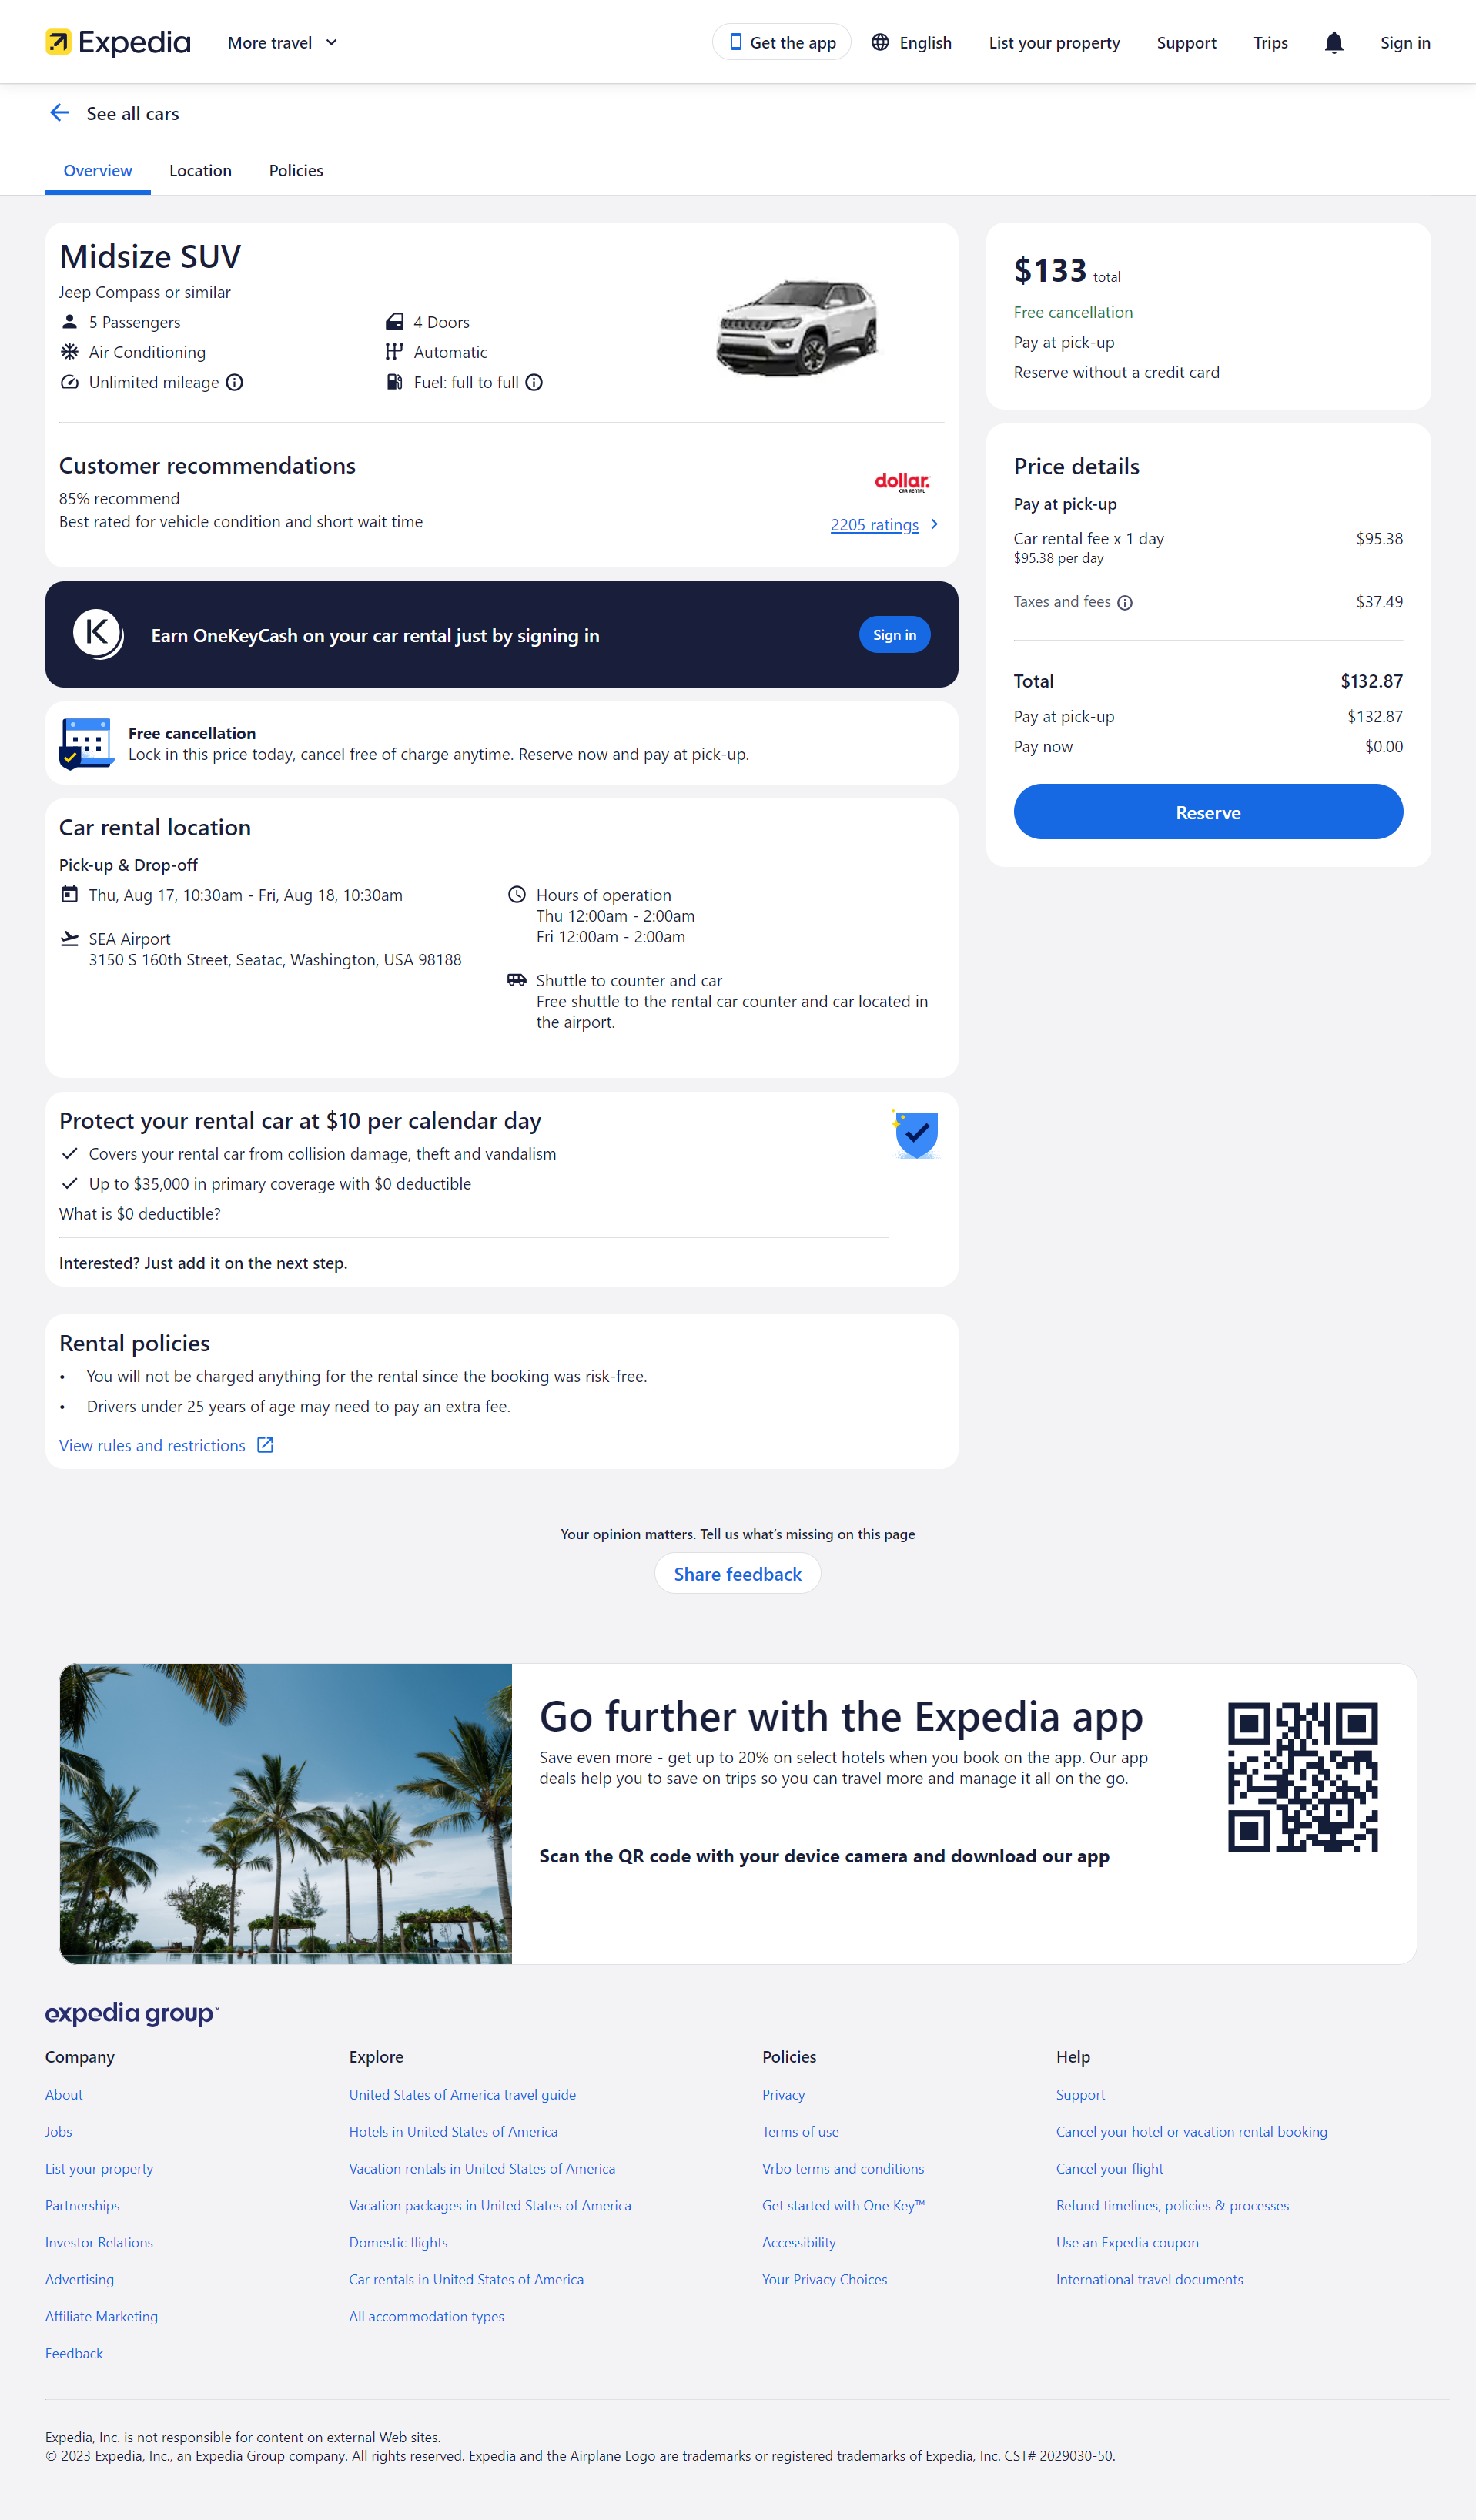 Expedia
More travel
Get the app
English
List your property
Support
Trips
Sign in
See all cars
Overview
Location
Policies
Midsize SUV
Jeep Compass or similar
5 Passengers
4 Doors
Air Conditioning
Automatic
Unlimited mileage
Fuel: full to full
Customer recommendations
85% recommend
Best rated for vehicle condition and short wait time
dollar.
CAR RENTAL
2205 ratings
K
Earn OneKeyCash on your car rental just by signing in
Sign in
Free cancellation
Lock in this price today, cancel free of charge anytime. Reserve now and pay at pick-up.
Car rental location
Pick-up & Drop-off
Thu, Aug 17, 10:30am - Fri, Aug 18, 10:30am
SEA Airport
3150 S 160th Street, Seatac, Washington, USA 98188
Hours of operation
Thu 12:00am - 2:00am
Fri 12:00am - 2:00am
Shuttle to counter and car
Free shuttle to the rental car counter and car located in
the airport.
Protect your rental car at $10 per calendar day
Covers your rental car from collision damage, theft and vandalism
Up to $35,000 in primary coverage with $0 deductible
What is $0 deductible?
Interested? Just add it on the next step.
Rental policies
• You will not be charged anything for the rental since the booking was risk-free.
• Drivers under 25 years of age may need to pay an extra fee.
View rules and restrictions
$133 total
Free cancellation
Pay at pick-up
Reserve without a credit card
Price details
Pay at pick-up
Car rental fee x 1 day $95.38
$95.38 per day
Taxes and fees $37.49
Total $132.87
Pay at pick-up $132.87
Pay now $0.00
Reserve
Your opinion matters. Tell us what's missing on this page
Share feedback
Go further with the Expedia app
Save even more - get up to 20% on select hotels when you book on the app. Our app
deals help you to save on trips so you can travel more and manage it all on the go.
Scan the QR code with your device camera and download our app
expedia group™
Company
About
Jobs
List your property
Partnerships
Investor Relations
Advertising
Affiliate Marketing
Feedback
Explore
United States of America travel guide
Hotels in United States of America
Vacation rentals in United States of America
Vacation packages in United States of America
Domestic flights
Car rentals in United States of America
All accommodation types
Policies
Privacy
Terms of use
Vrbo terms and conditions
Get started with One Key™
Accessibility
Your Privacy Choices
Help
Support
Cancel your hotel or vacation rental booking
Cancel your flight
Refund timelines, policies & processes
Use an Expedia coupon
International travel documents
Expedia, Inc. is not responsible for content on external Web sites.
© 2023 Expedia, Inc., an Expedia Group company. All rights reserved. Expedia and the Airplane Logo are trademarks or registered trademarks of Expedia, Inc. CST# 2029030-50.